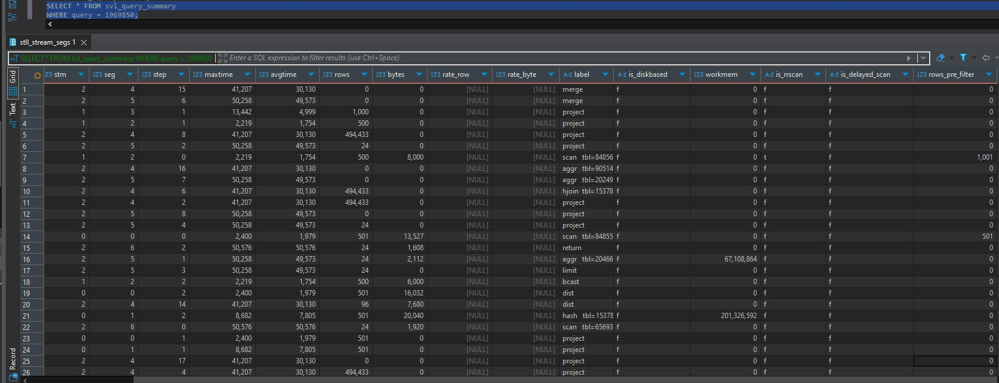 SELECT * FROM svl_query_summary
WHERE query = 1969850;
stll_stream_segs 1
SELECT * FROM svl_query_summary WHERE query = 1969850 Enter a SQL expression to filter results (use Ctrl+Space)
Grid
Text
Record
123 stm 123 seg 123 step 123 maxtime 123 avgtime 123 rows 123 bytes 123 rate_row 123 rate_byte A-Z label A-Z is_diskbased 123 workmem A-Z is_rrscan A-Z is_delayed_scan 123 rows_pre_filter
1 2 4 15 41,207 30,130 0 0 [NULL] [NULL] merge f 0 f f 0
2 2 5 6 50,258 49,573 0 0 [NULL] [NULL] merge f 0 f f 0
3 1 3 1 13,442 4,999 1,000 0 [NULL] [NULL] project f 0 f f 0
4 1 2 1 2,219 1,754 500 0 [NULL] [NULL] project f 0 f f 0
5 2 4 8 41,207 30,130 494,433 0 [NULL] [NULL] project f 0 f f 0
6 2 5 2 50,258 49,573 24 0 [NULL] [NULL] project f 0 f f 0
7 1 2 0 2,219 1,754 500 8,000 [NULL] [NULL] scan tbl=84856 f 0 t f 1,001
8 2 4 16 41,207 30,130 0 0 [NULL] [NULL] aggr tbl=90514 f 0 f f 0
9 2 5 7 50,258 49,573 0 0 [NULL] [NULL] aggr tbl=20249 f 0 f f 0
10 2 4 6 41,207 30,130 494,433 0 [NULL] [NULL] hjoin tbl=15378 f 0 f f 0
11 2 4 2 41,207 30,130 494,433 0 [NULL] [NULL] project f 0 f f 0
12 2 5 8 50,258 49,573 0 0 [NULL] [NULL] project f 0 f f 0
13 2 5 4 50,258 49,573 24 0 [NULL] [NULL] project f 0 f f 0
14 0 0 0 2,400 1,979 501 13,527 [NULL] [NULL] scan tbl=84855 f 0 f f 501
15 2 6 2 50,576 50,576 24 1,608 [NULL] [NULL] return f 0 f f 0
16 2 5 1 50,258 49,573 24 2,112 [NULL] [NULL] aggr tbl=20466 f 67,108,864 f f 0
17 2 5 3 50,258 49,573 24 0 [NULL] [NULL] limit f 0 f f 0
18 1 2 2 2,219 1,754 500 6,000 [NULL] [NULL] bcast f 0 f f 0
19 0 0 2 2,400 1,979 501 16,032 [NULL] [NULL] dist f 0 f f 0
20 2 4 14 41,207 30,130 96 7,680 [NULL] [NULL] dist f 0 f f 0
21 0 1 2 8,682 7,805 501 20,040 [NULL] [NULL] hash tbl=15378 f 201,326,592 f f 0
22 2 6 0 50,576 50,576 24 1,920 [NULL] [NULL] scan tbl=65693 f 0 f f 0
23 0 0 1 2,400 1,979 501 0 [NULL] [NULL] project f 0 f f 0
24 0 1 1 8,682 7,805 501 0 [NULL] [NULL] project f 0 f f 0
25 2 4 17 41,207 30,130 0 0 [NULL] [NULL] project f 0 f f 0
26 2 4 4 41,207 30,130 494,433 0 [NULL] [NULL] project f 0 f f 0